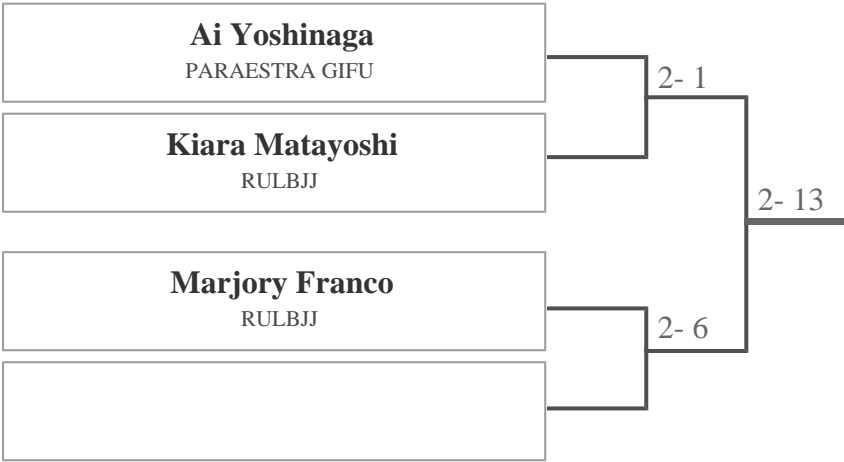 Ai Yoshinaga
PARAESTRA GIFU
2- 1
Kiara Matayoshi
RULBJJ
2- 13
Marjory Franco
RULBJJ
2- 6